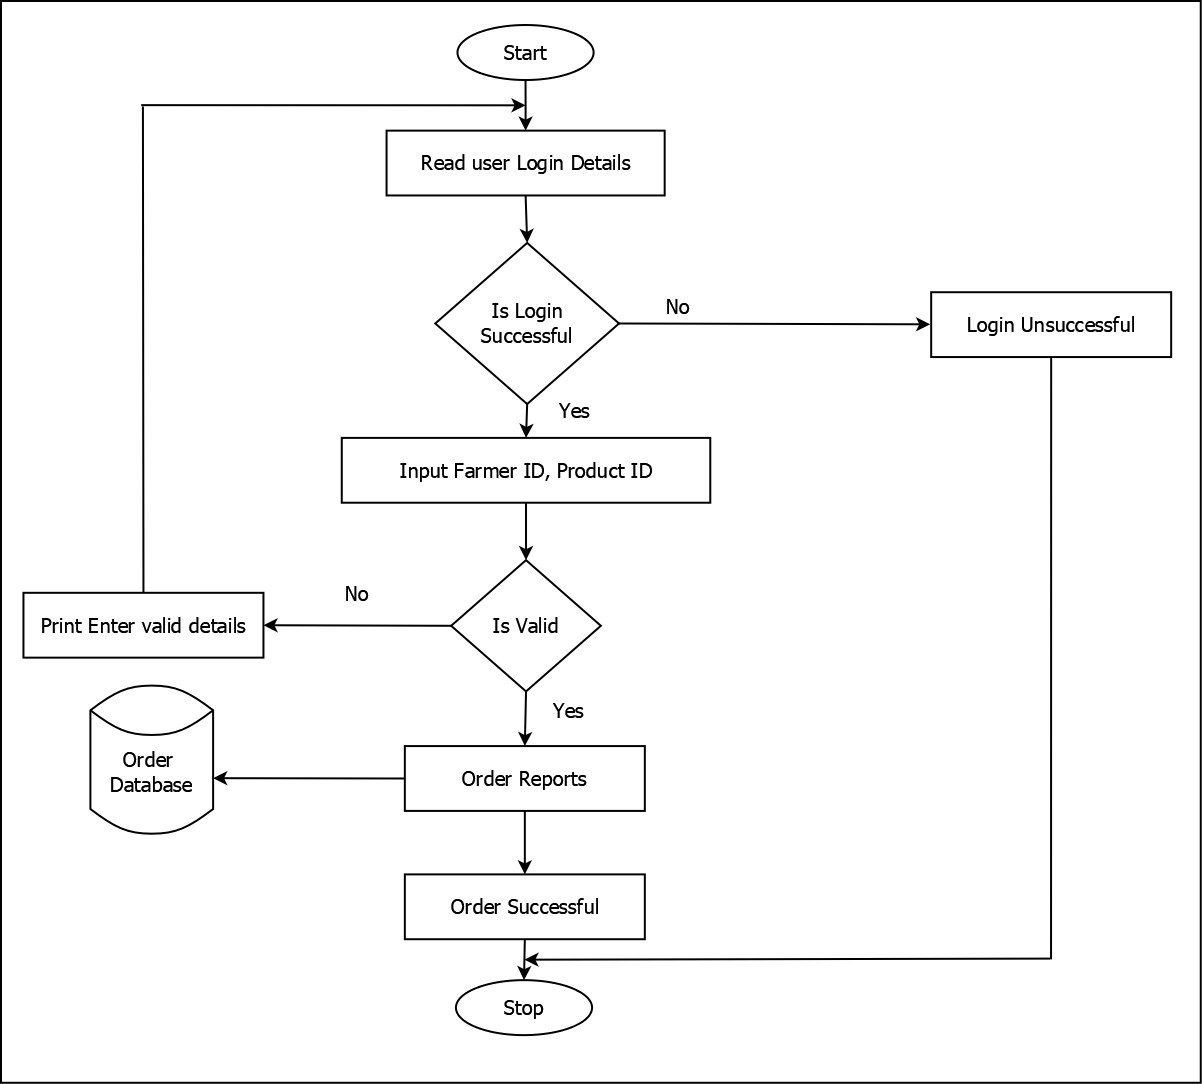 Start
Read user Login Details
Is Login
Successful
No
Login Unsuccessful
Yes
Input Farmer ID, Product ID
No
Print Enter valid details
Is Valid
Yes
Order
Database
Order Reports
Order Successful
Stop